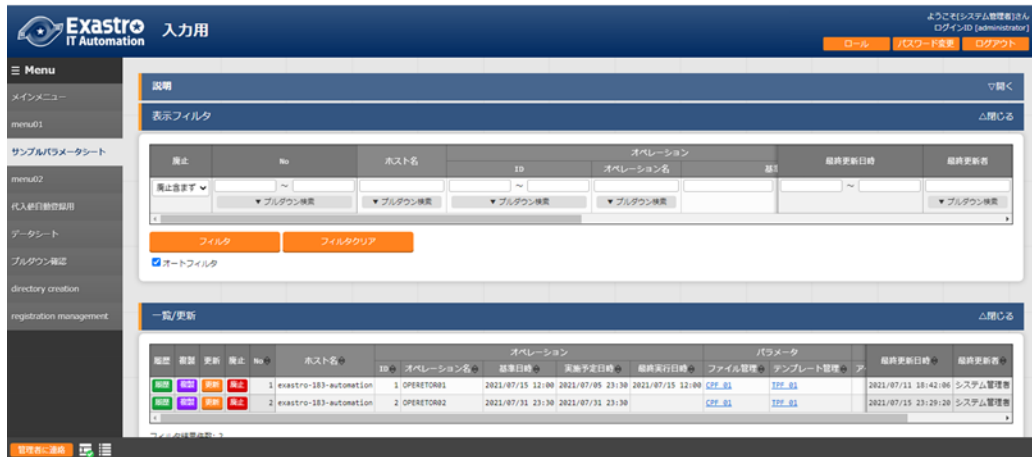 Exastro
IT Automation
入力用
ようこそ[システム管理者]さん
ログインID [administrator]
ロール パスワード変更 ログアウト
Menu
メインメニュー
menu01
サンプルパラメータシート
menu02
代入値自動登録用
データシート
プルダウン確認
directory creation
registration management
説明 ▽開く
表示フィルタ △閉じる
廃止 No ホスト名 オペレーション 最終更新日時 最終更新者
ID オペレーション名
廃止含まず ~ ~ ~
▼ プルダウン検索 ▼ プルダウン検索 ▼ プルダウン検索 ▼ プルダウン検索 ▼ プルダウン検索
フィルタ フィルタクリア
オートフィルタ
一覧/更新 △閉じる
履歴 複製 更新 廃止 No ホスト名 オペレーション パラメータ 最終更新日時 最終更新者
ID オペレーション名 基準日時 実施予定日時 最終実行日時 ファイル管理 テンプレート管理
履歴 複製 更新 廃止 1 exastro-183-automation 1 OPERETOR01 2021/07/15 12:00 2021/07/05 23:30 2021/07/15 12:00 CPF_01 TPF_01 2021/07/11 18:42:06 システム管理者
履歴 複製 更新 廃止 2 exastro-183-automation 2 OPERETOR02 2021/07/31 23:30 2021/07/31 23:30 CPF_01 TPF_01 2021/07/15 23:29:20 システム管理者
フィルタ結果件数: 2
管理者に連絡